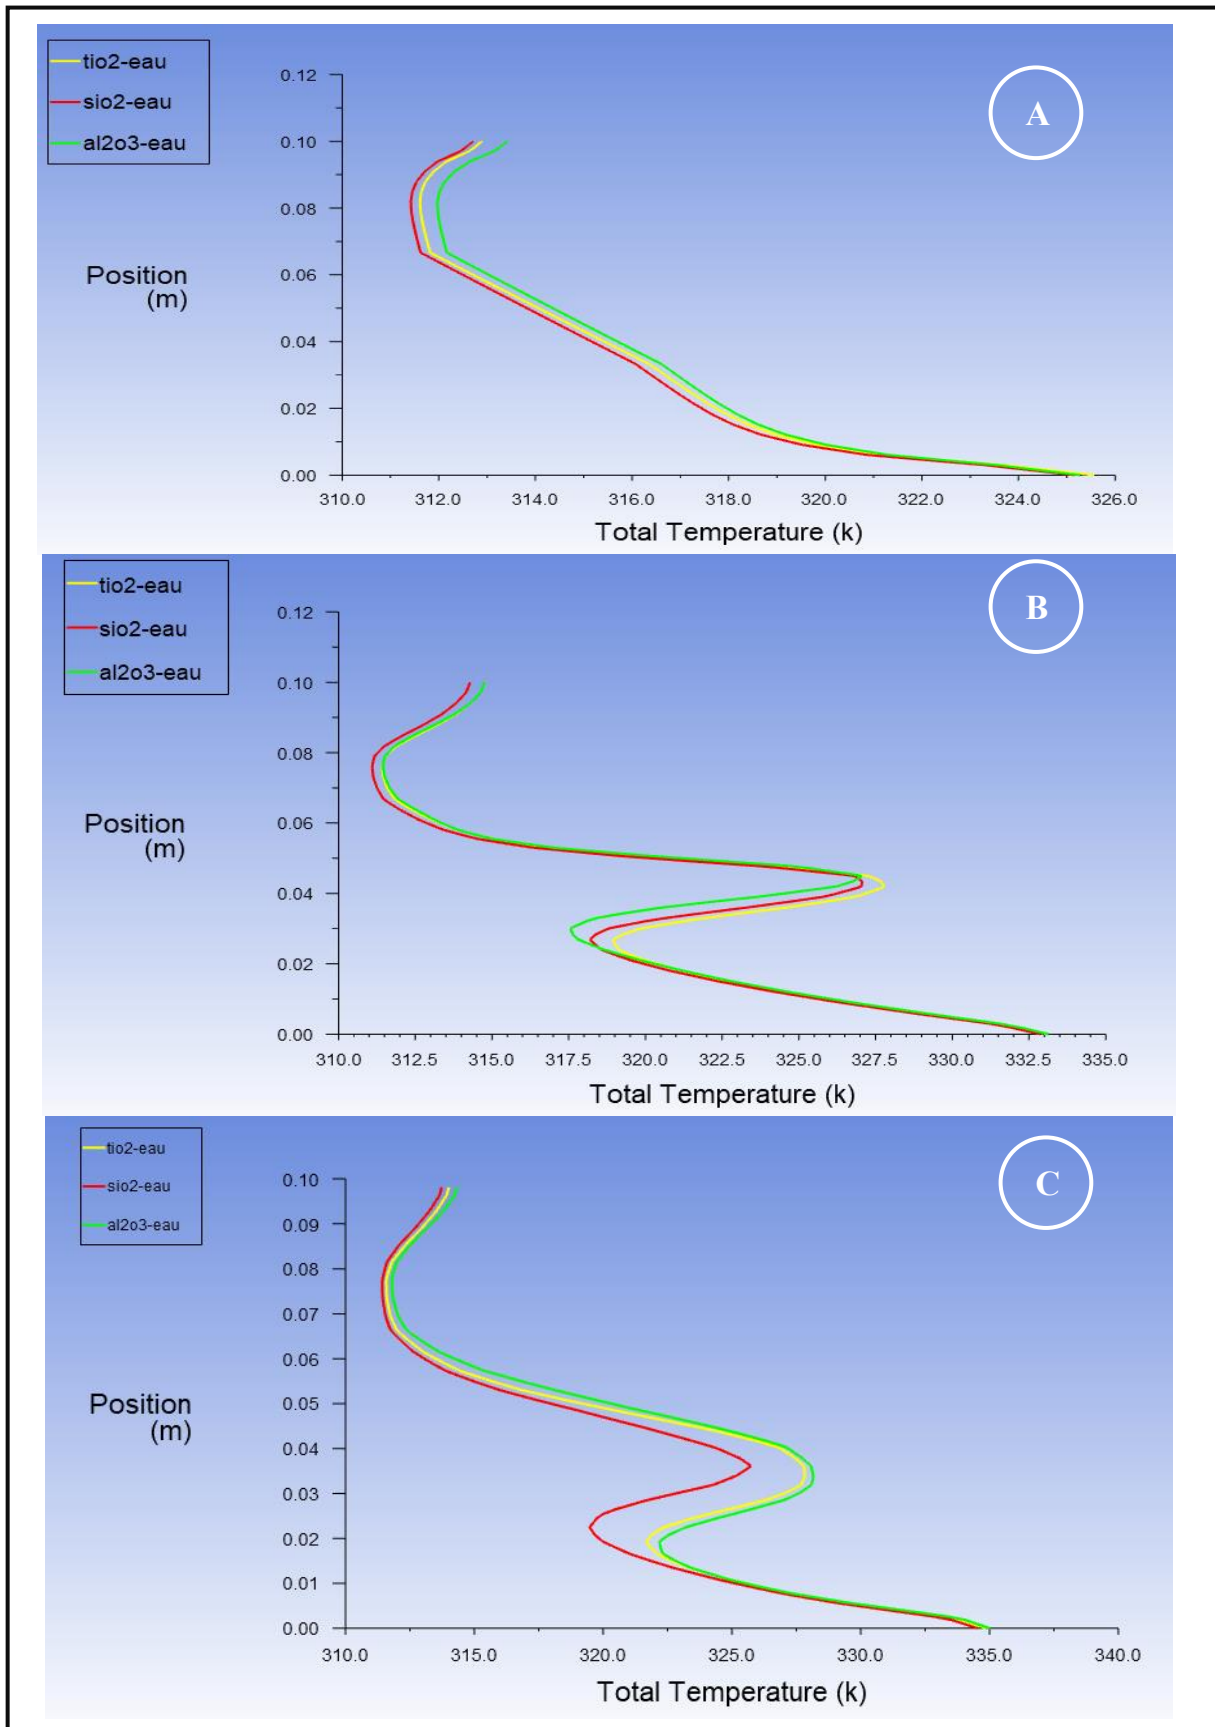 tio2-eau
sio2-eau
al2o3-eau
A
0.12
0.10
0.08
0.06
0.04
0.02
0.00
Position
(m)
310.0 312.0 314.0 316.0 318.0 320.0 322.0 324.0 326.0
Total Temperature (k)
tio2-eau
sio2-eau
al2o3-eau
B
0.12
0.10
0.08
0.06
0.04
0.02
0.00
Position
(m)
310.0 312.5 315.0 317.5 320.0 322.5 325.0 327.5 330.0 332.5 335.0
Total Temperature (k)
tio2-eau
sio2-eau
al2o3-eau
C
0.10
0.09
0.08
0.07
0.06
0.05
0.04
0.03
0.02
0.01
0.00
Position
(m)
310.0 315.0 320.0 325.0 330.0 335.0 340.0
Total Temperature (k)